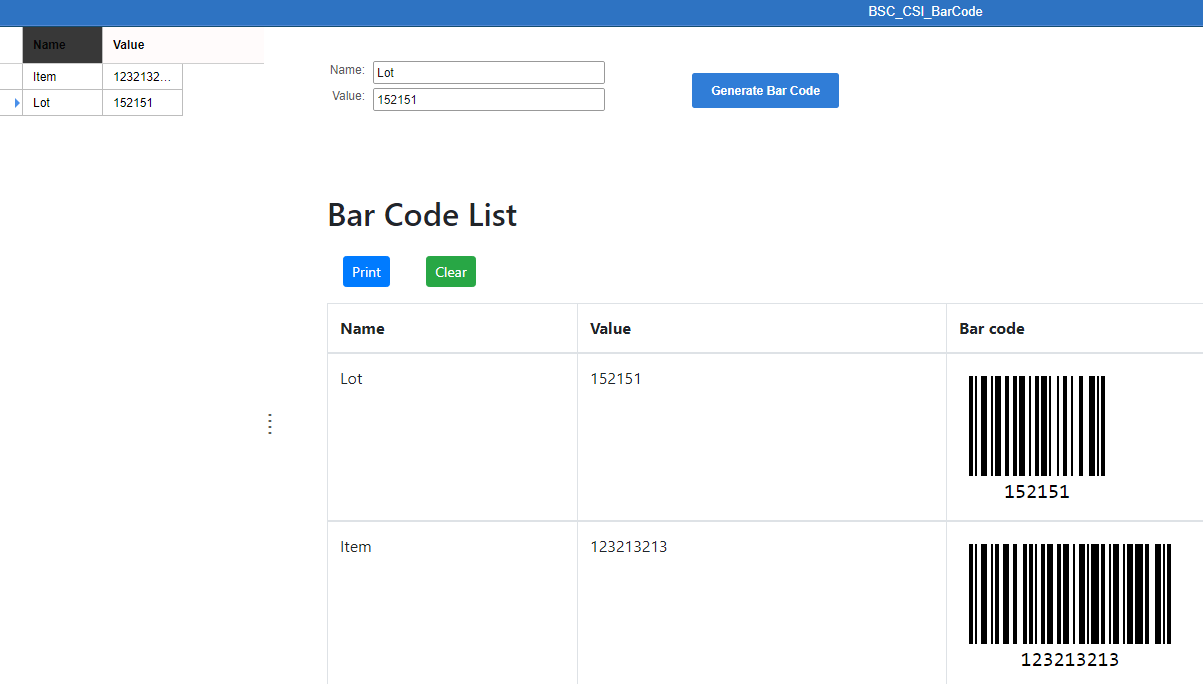 BSC_CSI_BarCode
Name Value
Item 1232132...
Lot 152151
Name: Lot
Value: 152151
Generate Bar Code
Bar Code List
Print Clear
Name Value Bar code
Lot 152151
152151
Item 123213213
123213213